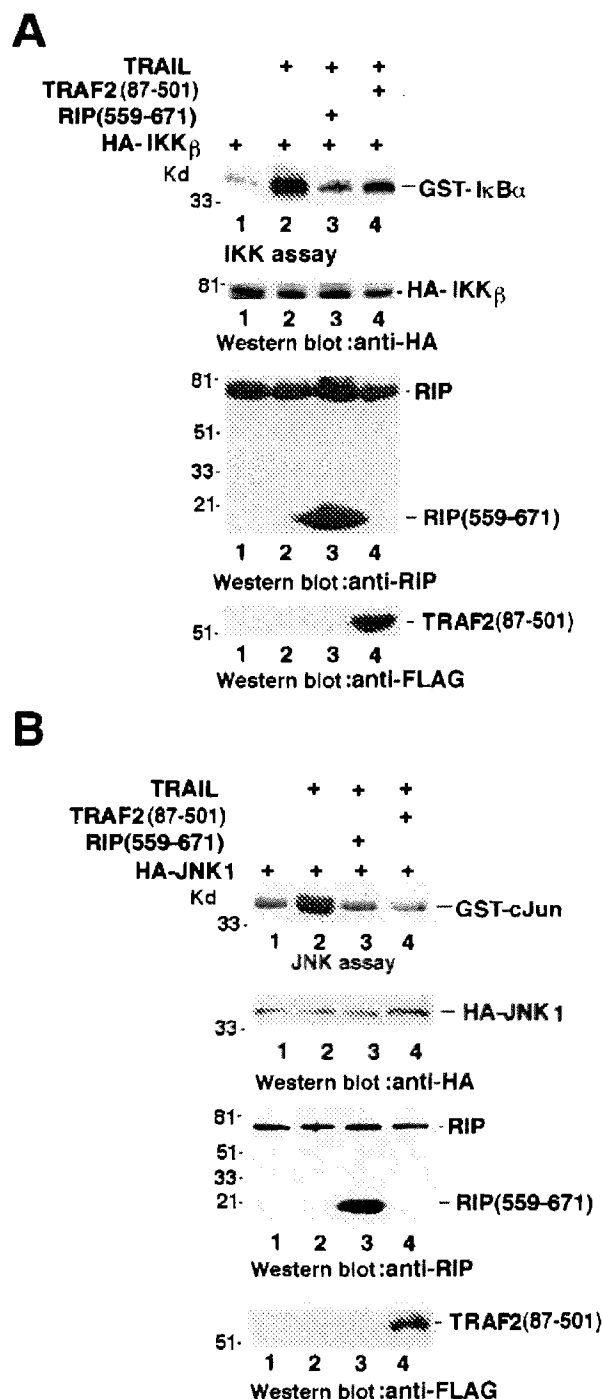 A
TRAIL + + +
TRAF2(87-501) +
RIP(559-671) +
HA-IKKβ + + + +
Kd
33-
-GST-IκBα
1 2 3 4
IKK assay
81-
-HA-IKKβ
1 2 3 4
Western blot:anti-HA
81-
-RIP
51-
33-
21-
-RIP(559-671)
1 2 3 4
Western blot:anti-RIP
-TRAF2(87-501)
51-
1 2 3 4
Western blot:anti-FLAG
B
TRAIL + + +
TRAF2(87-501) +
RIP(559-671) +
HA-JNK1 + + + +
Kd
-GST-cJun
33-
1 2 3 4
JNK assay
-HA-JNK1
33-
1 2 3 4
Western blot:anti-HA
81-
-RIP
51-
33-
21-
-RIP(559-671)
1 2 3 4
Western blot:anti-RIP
-TRAF2(87-501)
51-
1 2 3 4
Western blot:anti-FLAG